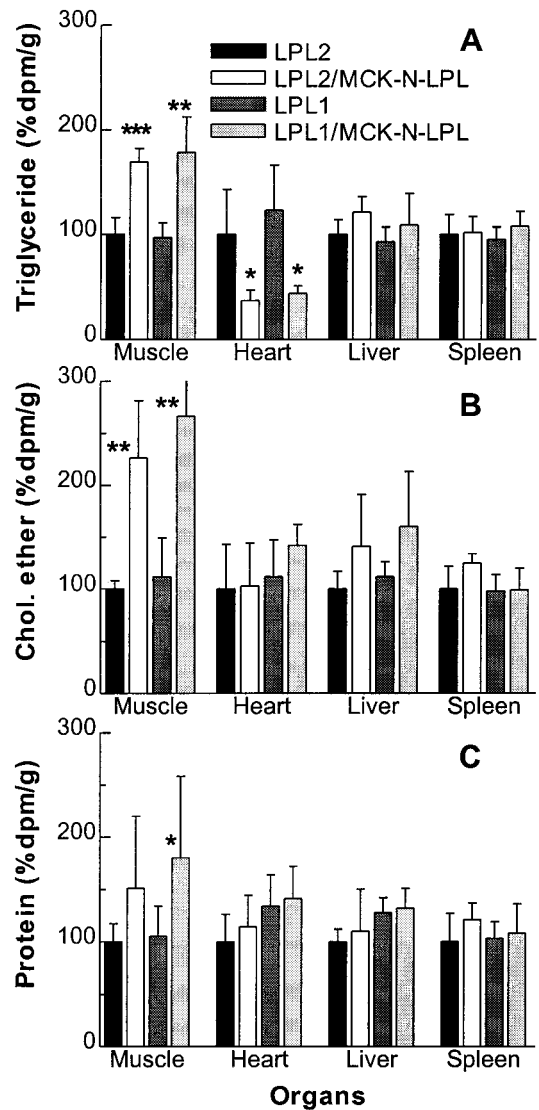 300
A
LPL2
LPL2/MCK-N-LPL
LPL1
LPL1/MCK-N-LPL
Triglyceride (%dpm/g)
200
***
**
100
*
*
0
Muscle
Heart
Liver
Spleen
300
B
**
**
Chol. ether (%dpm/g)
200
100
0
Muscle
Heart
Liver
Spleen
300
C
Protein (%dpm/g)
200
*
100
0
Muscle
Heart
Liver
Spleen
Organs